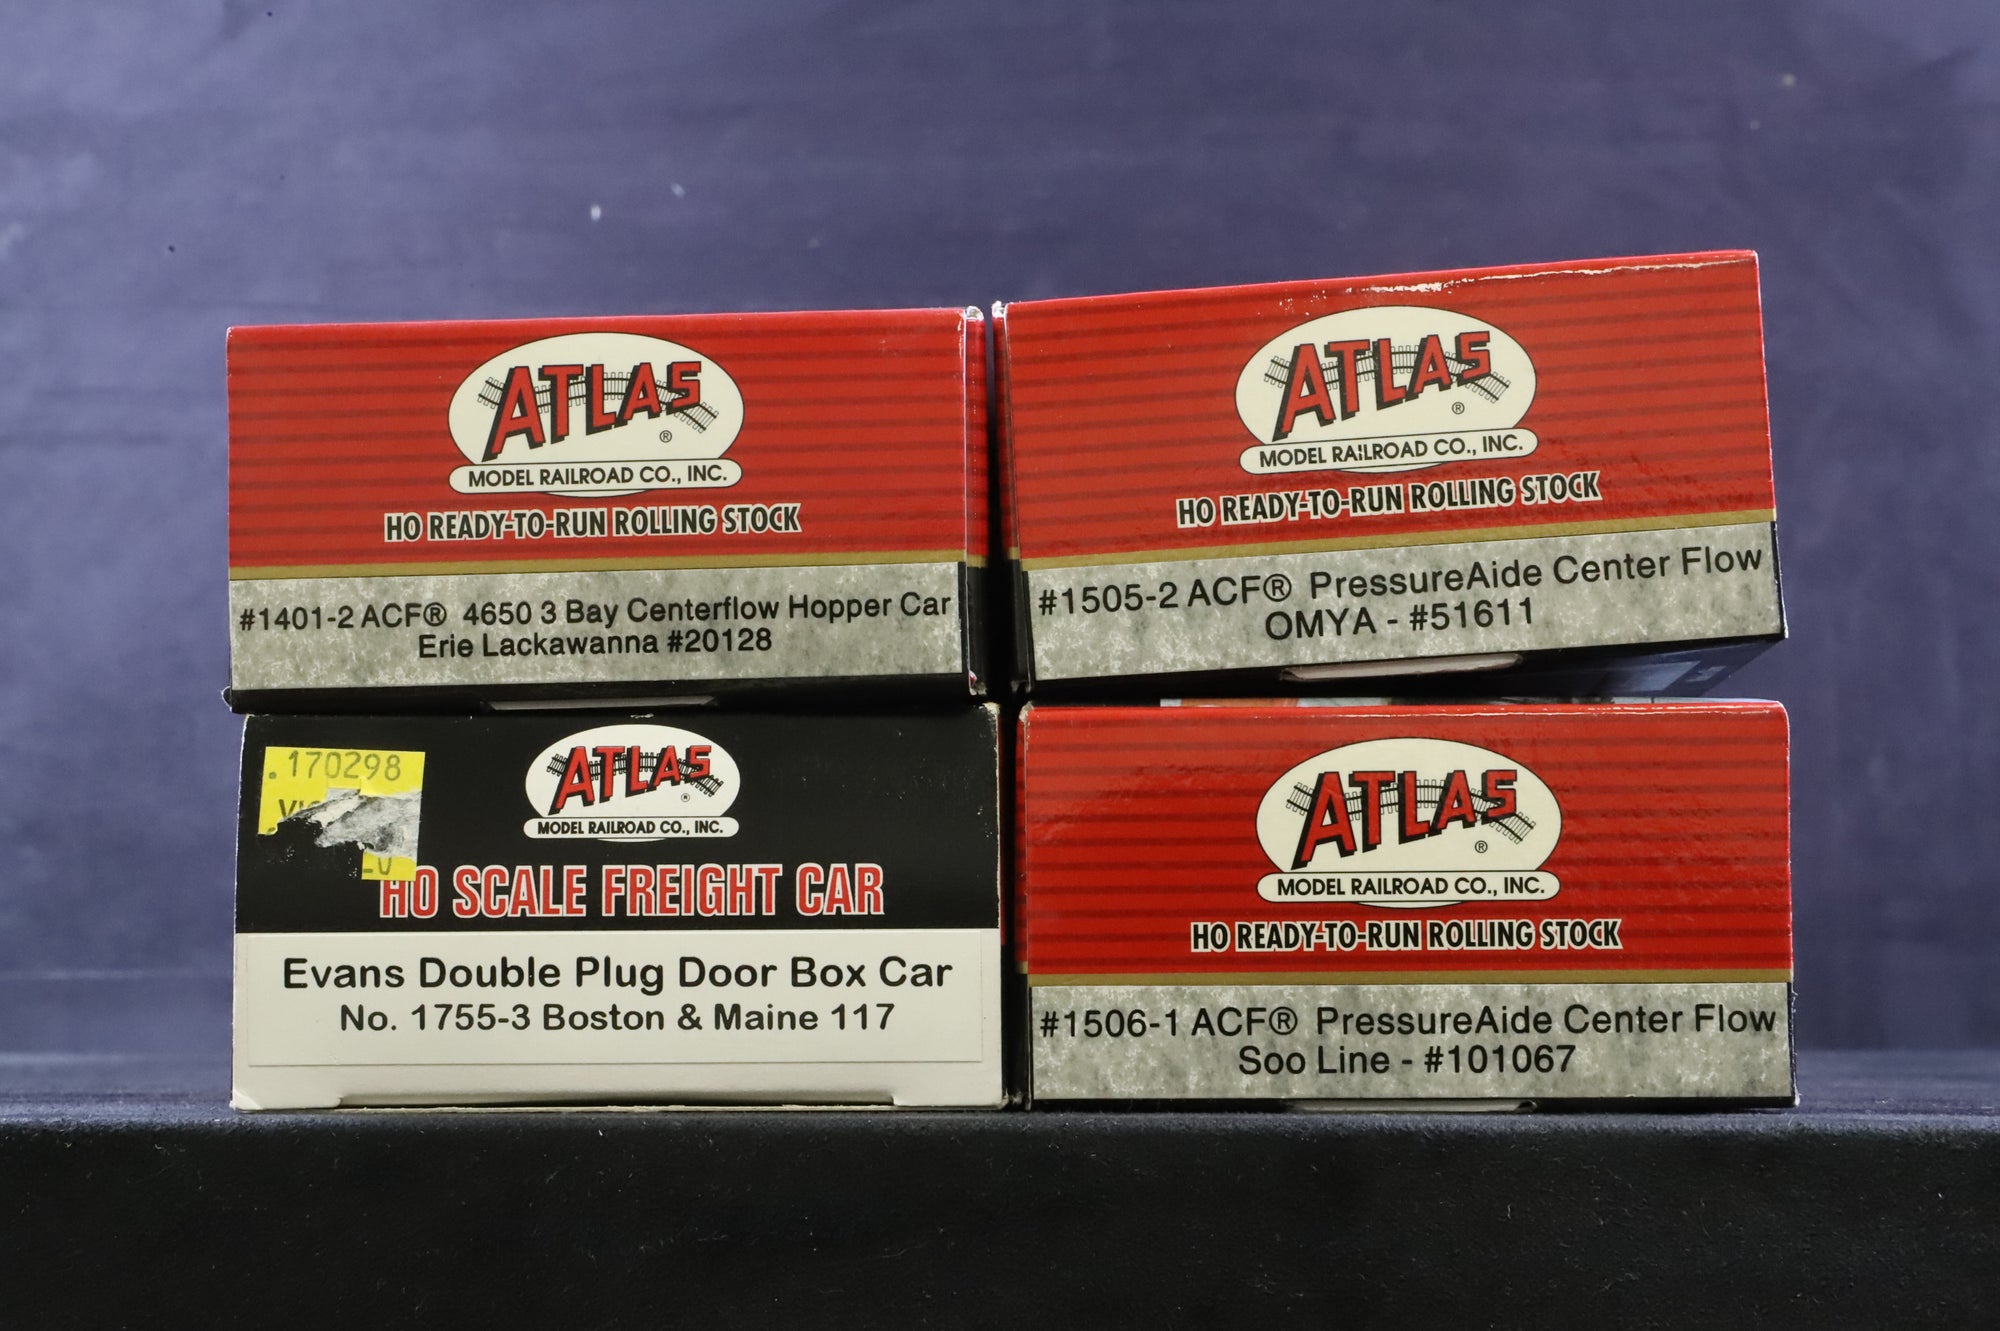 ATLAS ®
MODEL RAILROAD CO., INC.
HO READY-TO-RUN ROLLING STOCK
#1401-2 ACF® 4650 3 Bay Centerflow Hopper Car
Erie Lackawanna #20128
ATLAS ®
MODEL RAILROAD CO., INC.
HO READY-TO-RUN ROLLING STOCK
#1505-2 ACF® PressureAide Center Flow
OMYA - #51611
.170298
ATLAS ®
MODEL RAILROAD CO., INC.
HO SCALE FREIGHT CAR
Evans Double Plug Door Box Car
No. 1755-3 Boston & Maine 117
ATLAS ®
MODEL RAILROAD CO., INC.
HO READY-TO-RUN ROLLING STOCK
#1506-1 ACF® PressureAide Center Flow
Soo Line - #101067